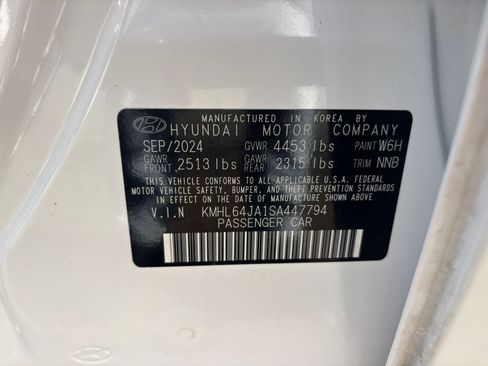 MANUFACTURED IN KOREA BY
HYUNDAI MOTOR COMPANY
SEP/2024 GVWR 4453 lbs PAINT W6H
GAWR FRONT 2513 lbs GAWR REAR 2315 lbs TRIM NNB
THIS VEHICLE CONFORMS TO ALL APPLICABLE U.S.A. FEDERAL
MOTOR VEHICLE SAFETY, BUMPER, AND THEFT PREVENTION STANDARDS
IN EFFECT ON THE DATE OF MANUFACTURE SHOWN ABOVE
V.I.N KMHL64JA1SA447794
PASSENGER CAR